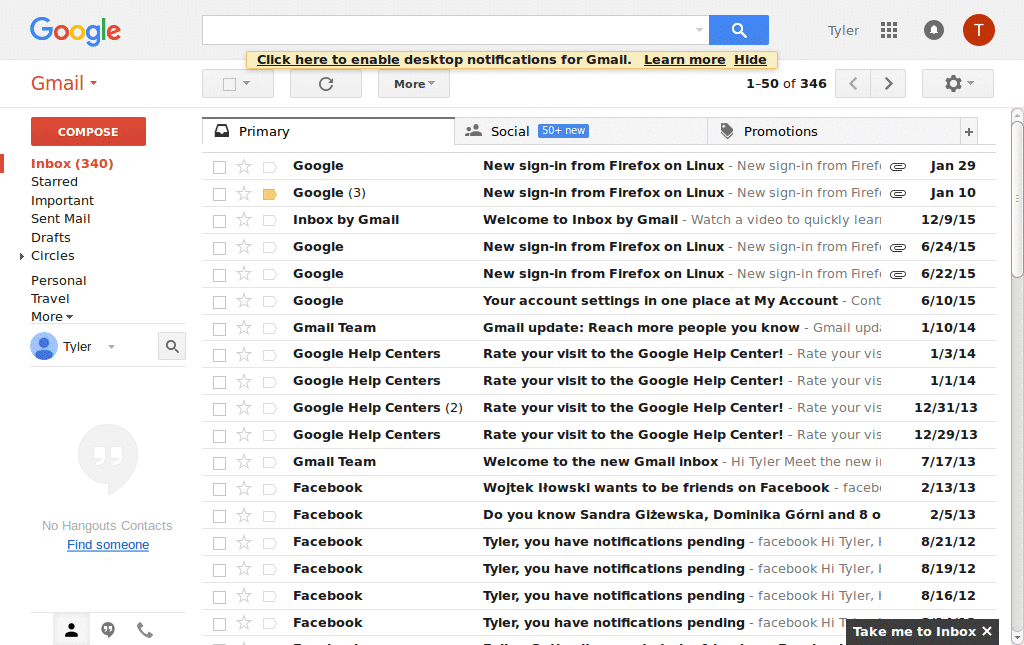 Google
Tyler
T
Click here to enable desktop notifications for Gmail. Learn more Hide
Gmail
More
1–50 of 346
COMPOSE
Inbox (340)
Starred
Important
Sent Mail
Drafts
Circles
Personal
Travel
More
Tyler
No Hangouts Contacts
Find someone
Primary
Social 50+ new
Promotions
+
Google New sign-in from Firefox on Linux - New sign-in from Firef Jan 29
Google (3) New sign-in from Firefox on Linux - New sign-in from Firef Jan 10
Inbox by Gmail Welcome to Inbox by Gmail - Watch a video to quickly lear 12/9/15
Google New sign-in from Firefox on Linux - New sign-in from Firef 6/24/15
Google New sign-in from Firefox on Linux - New sign-in from Firef 6/22/15
Google Your account settings in one place at My Account - Cont 6/10/15
Gmail Team Gmail update: Reach more people you know - Gmail upd 1/10/14
Google Help Centers Rate your visit to the Google Help Center! - Rate your vis 1/3/14
Google Help Centers Rate your visit to the Google Help Center! - Rate your vis 1/1/14
Google Help Centers (2) Rate your visit to the Google Help Center! - Rate your vis 12/31/13
Google Help Centers Rate your visit to the Google Help Center! - Rate your vis 12/29/13
Gmail Team Welcome to the new Gmail inbox - Hi Tyler Meet the new i 7/17/13
Facebook Wojtek Iłowski wants to be friends on Facebook - faceb 2/13/13
Facebook Do you know Sandra Giżewska, Dominika Górni and 8 o 2/5/13
Facebook Tyler, you have notifications pending - facebook Hi Tyler, 8/21/12
Facebook Tyler, you have notifications pending - facebook Hi Tyler, 8/19/12
Facebook Tyler, you have notifications pending - facebook Hi Tyler, 8/16/12
Facebook Tyler, you have notifications pending - facebook Hi Tyler,
Take me to Inbox ×